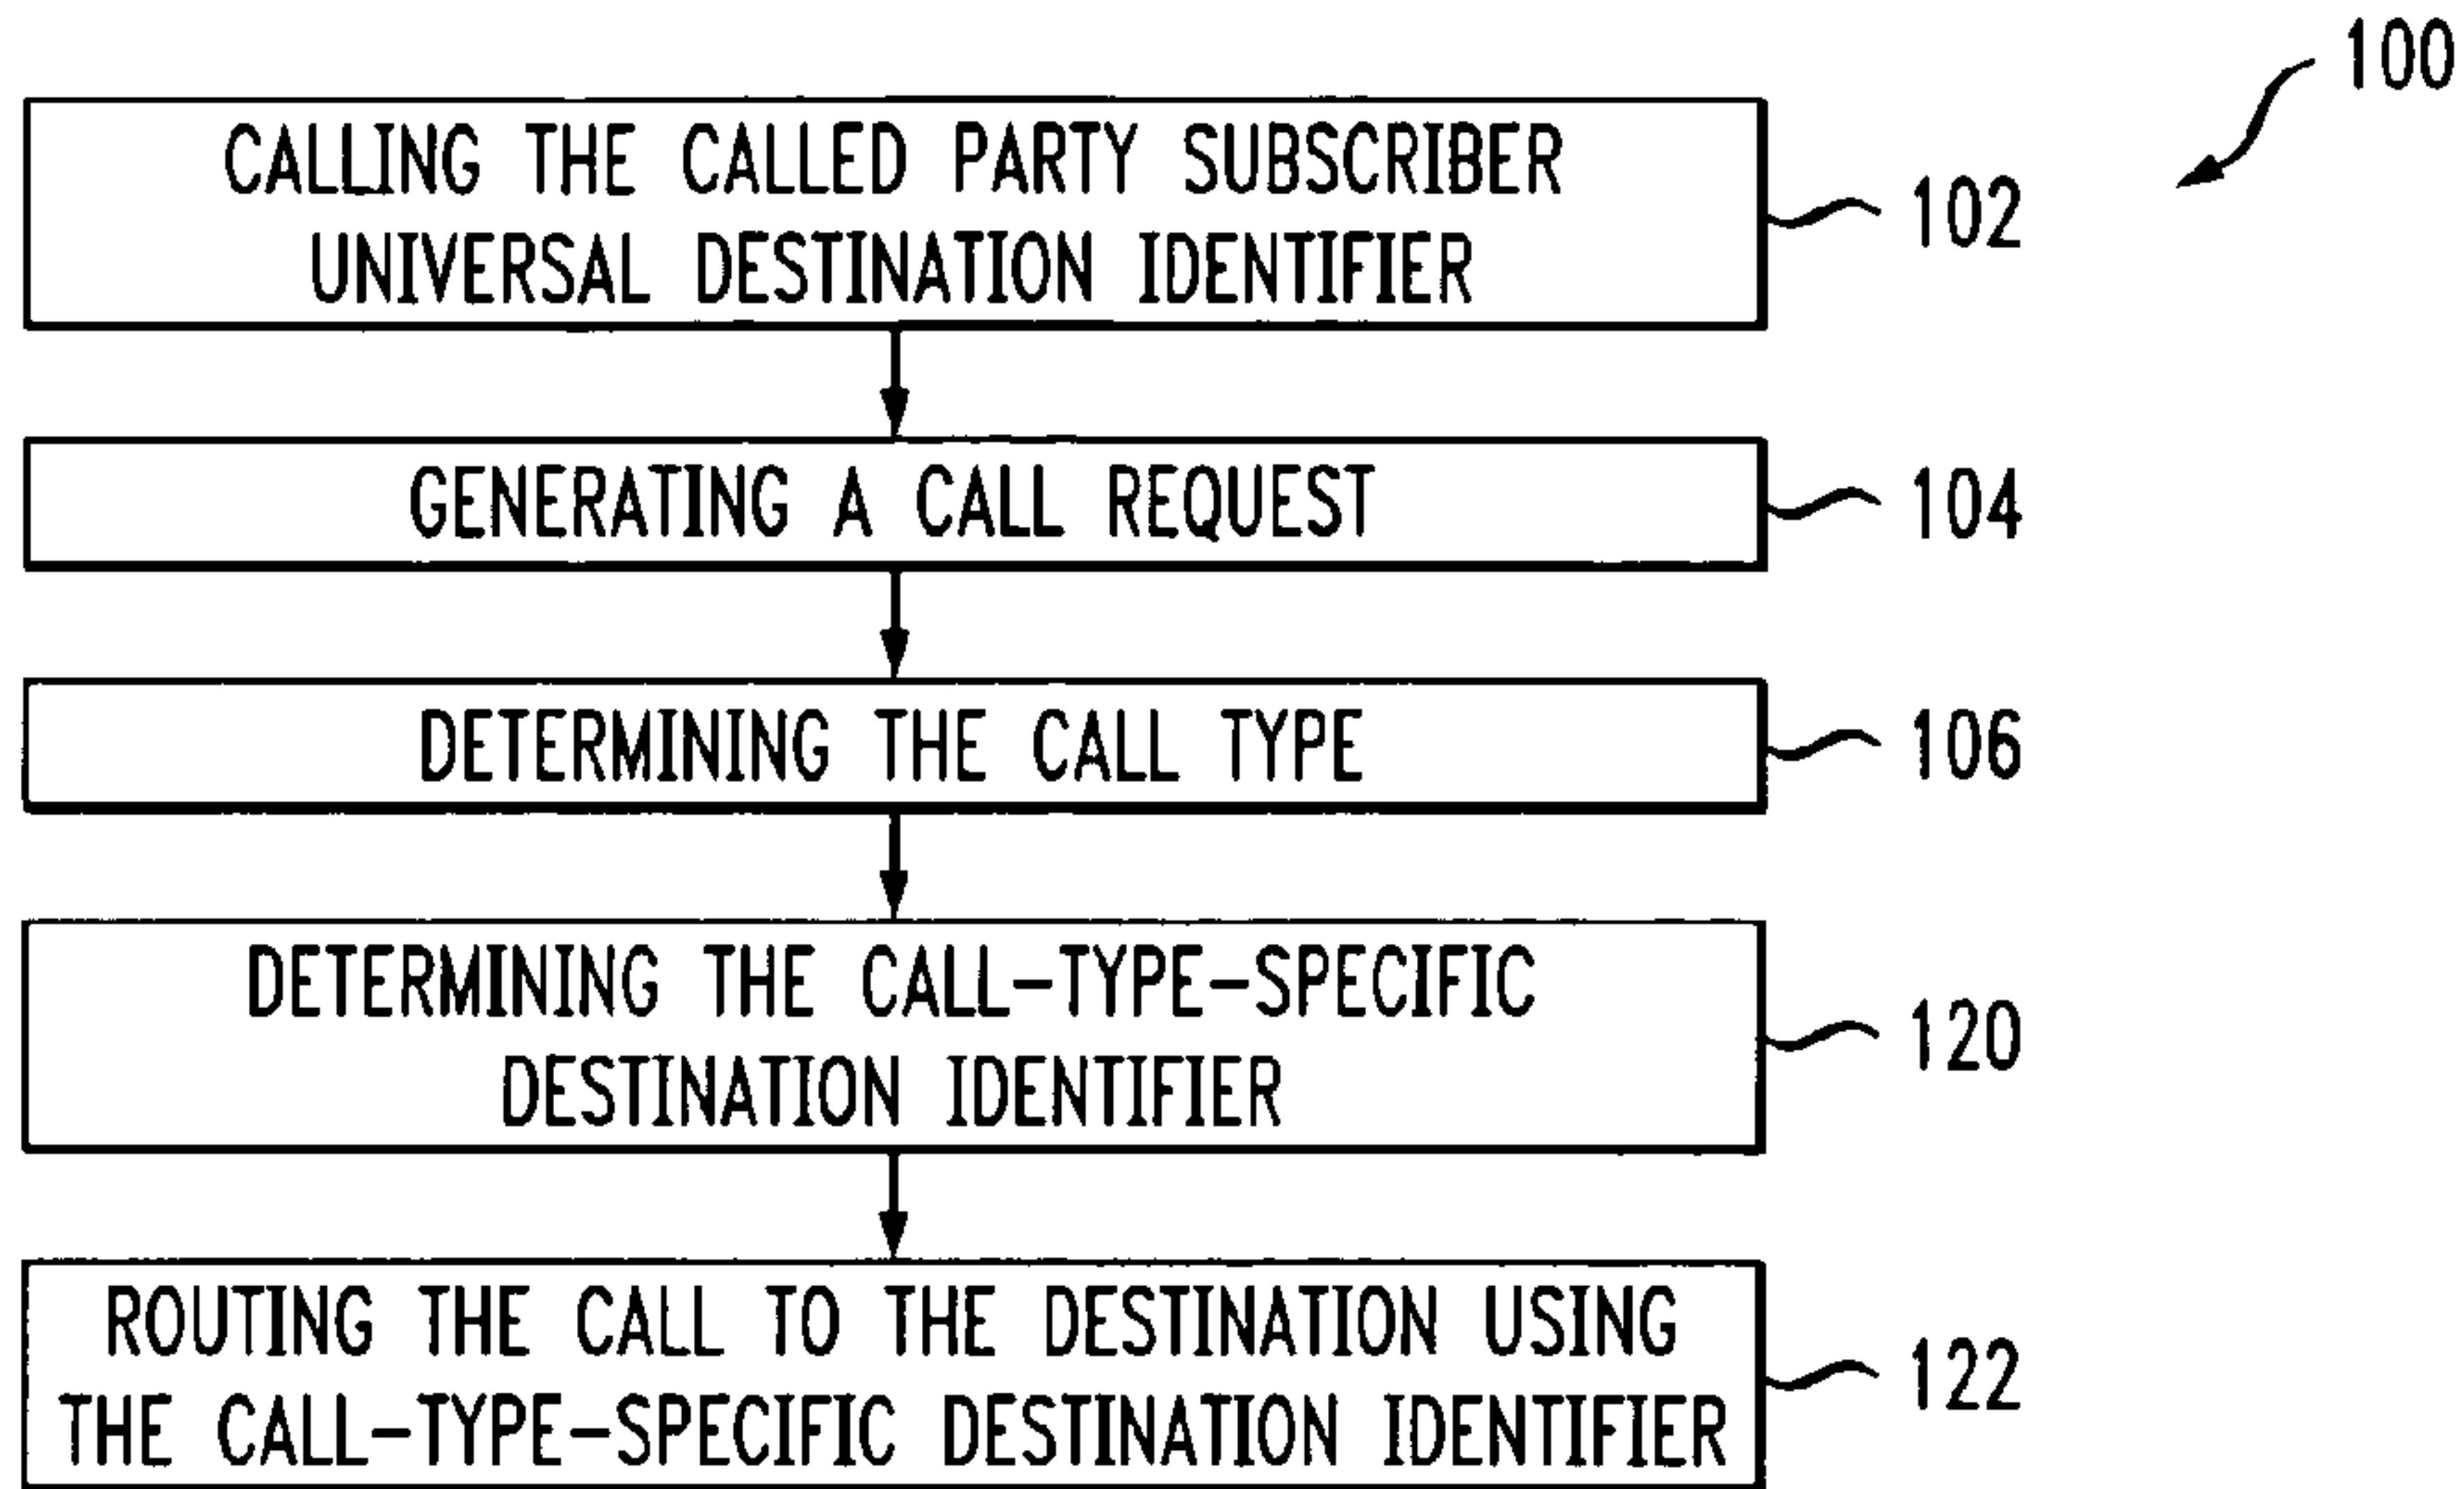 100
CALLING THE CALLED PARTY SUBSCRIBER
UNIVERSAL DESTINATION IDENTIFIER
102
GENERATING A CALL REQUEST
104
DETERMINING THE CALL TYPE
106
DETERMINING THE CALL-TYPE-SPECIFIC
DESTINATION IDENTIFIER
120
ROUTING THE CALL TO THE DESTINATION USING
THE CALL-TYPE-SPECIFIC DESTINATION IDENTIFIER
122